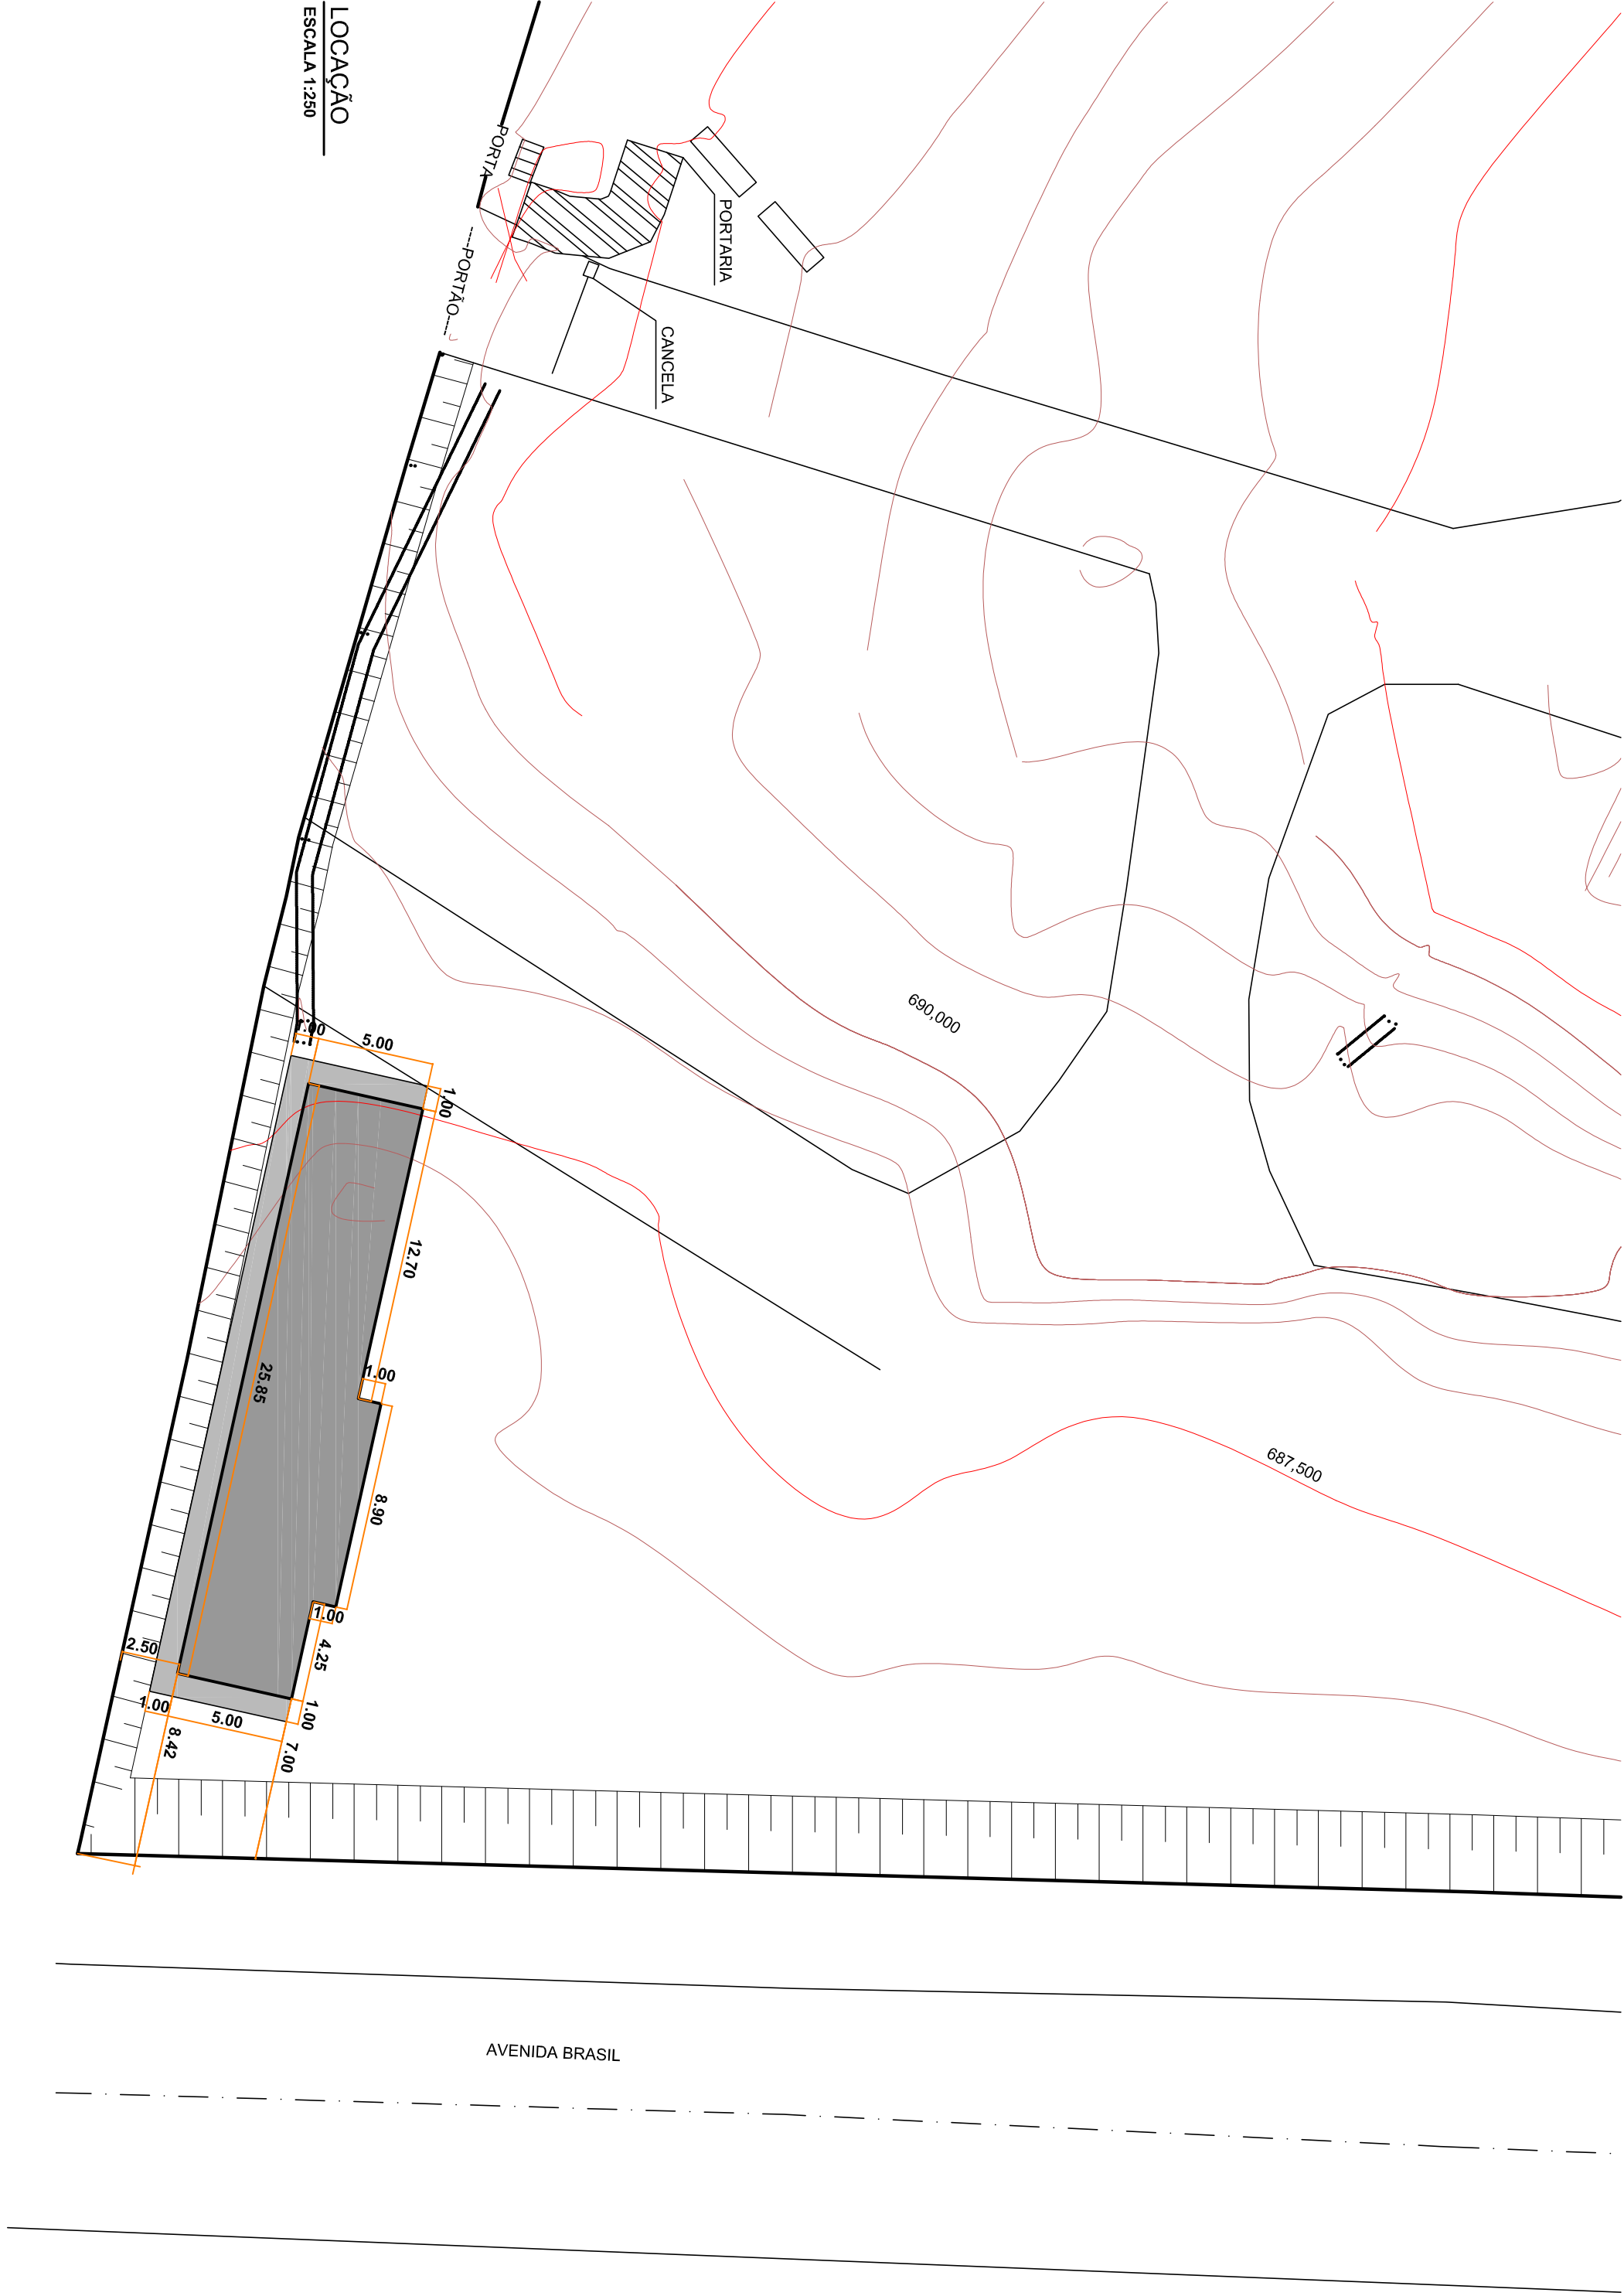 LOCAÇÃO
ESCALA 1:250
PORTA
PORTARIA
PORTÃO
CANCELA
690,000
1.00
5.00
1.00
12.70
25.85
1.00
687,500
8.90
1.00
4.25
2.50
1.00
5.00
1.00
8.42
7.00
AVENIDA BRASIL